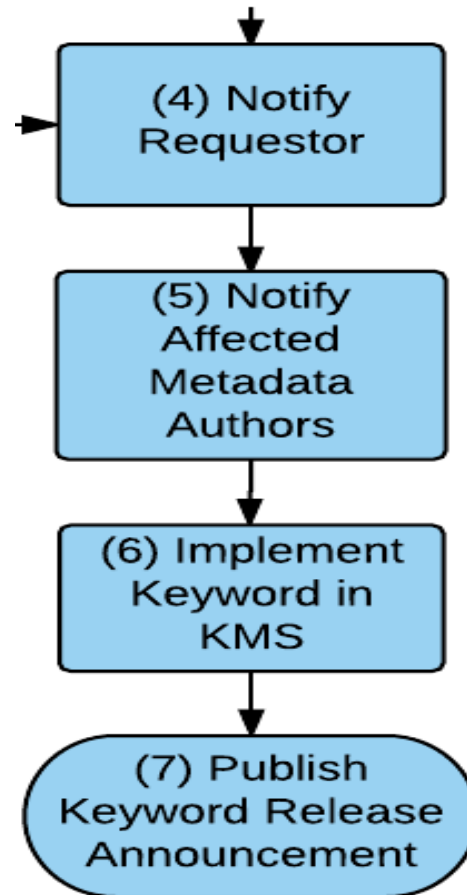 (4) Notify
Requestor
(5) Notify
Affected
Metadata
Authors
(6) Implement
Keyword in
KMS
(7) Publish
Keyword Release
Announcement